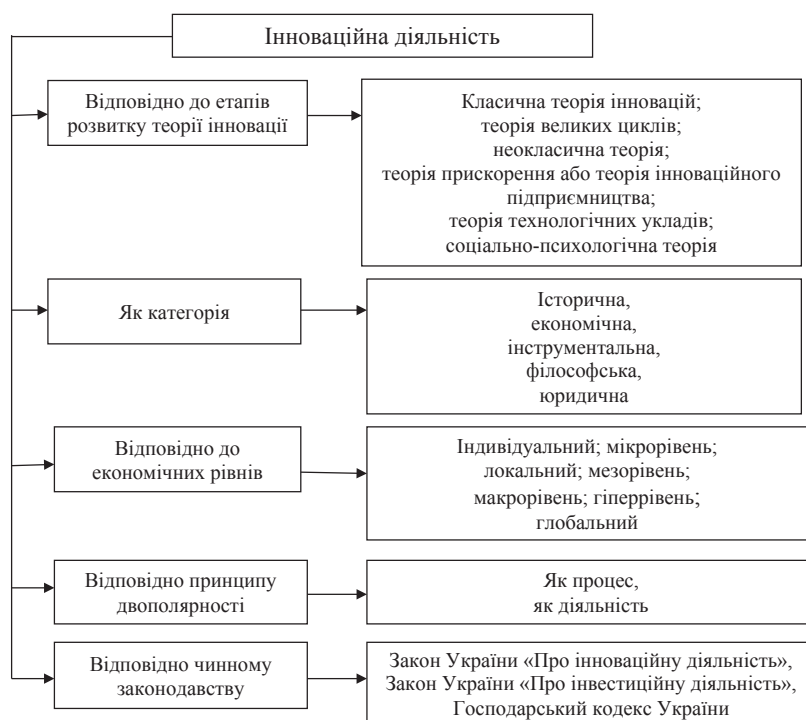 Інноваційна діяльність
Відповідно до етапів
розвитку теорії інновації
Класична теорія інновацій;
теорія великих циклів;
неокласична теорія;
теорія прискорення або теорія інноваційного
підприємництва;
теорія технологічних укладів;
соціально-психологічна теорія
Як категорія
Історична,
економічна,
інструментальна,
філософська,
юридична
Відповідно до
економічних рівнів
Індивідуальний; мікрорівень;
локальний; мезорівень;
макрорівень; гіперрівень;
глобальний
Відповідно принципу
двополярності
Як процес,
як діяльність
Відповідно чинному
законодавству
Закон України «Про інноваційну діяльність»,
Закон України «Про інвестиційну діяльність»,
Господарський кодекс України